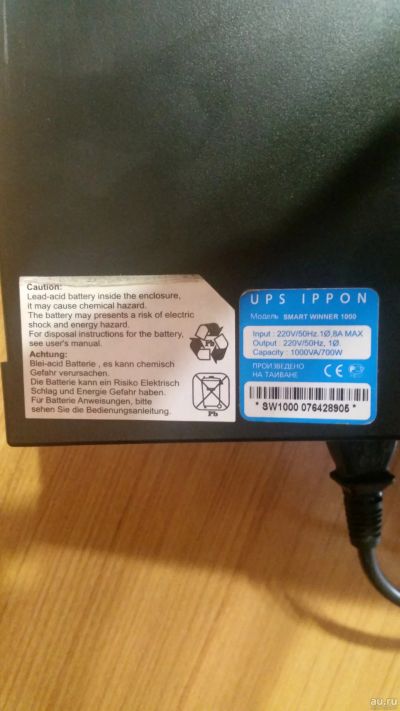 Caution:
Lead-acid battery inside the enclosure,
it may cause chemical hazard.
The battery may presents a risk of electric
shock and energy hazard.
For disposal instructions for the battery,
see user's manual.
Achtung:
Blei-acid Batterie , es kann chemisch
Gefahr verursachen.
Die Batterie kann ein Risiko Elektrisch
Schlag und Energie Gefahr haben.
Für Batterie Anweisungen, bitte
sehen Sie die Bedienungsanleitung.
Pb
Pb
UPS IPPON
Модель SMART WINNER 1000
Input : 220V/50Hz.1Ø,8A MAX
Output : 220V/50Hz, 1Ø.
Capacity : 1000VA/700W
ПРОИЗВЕДЕНО
НА ТАЙВАНЕ
CE
* SW1000 076428905 *
au.ru